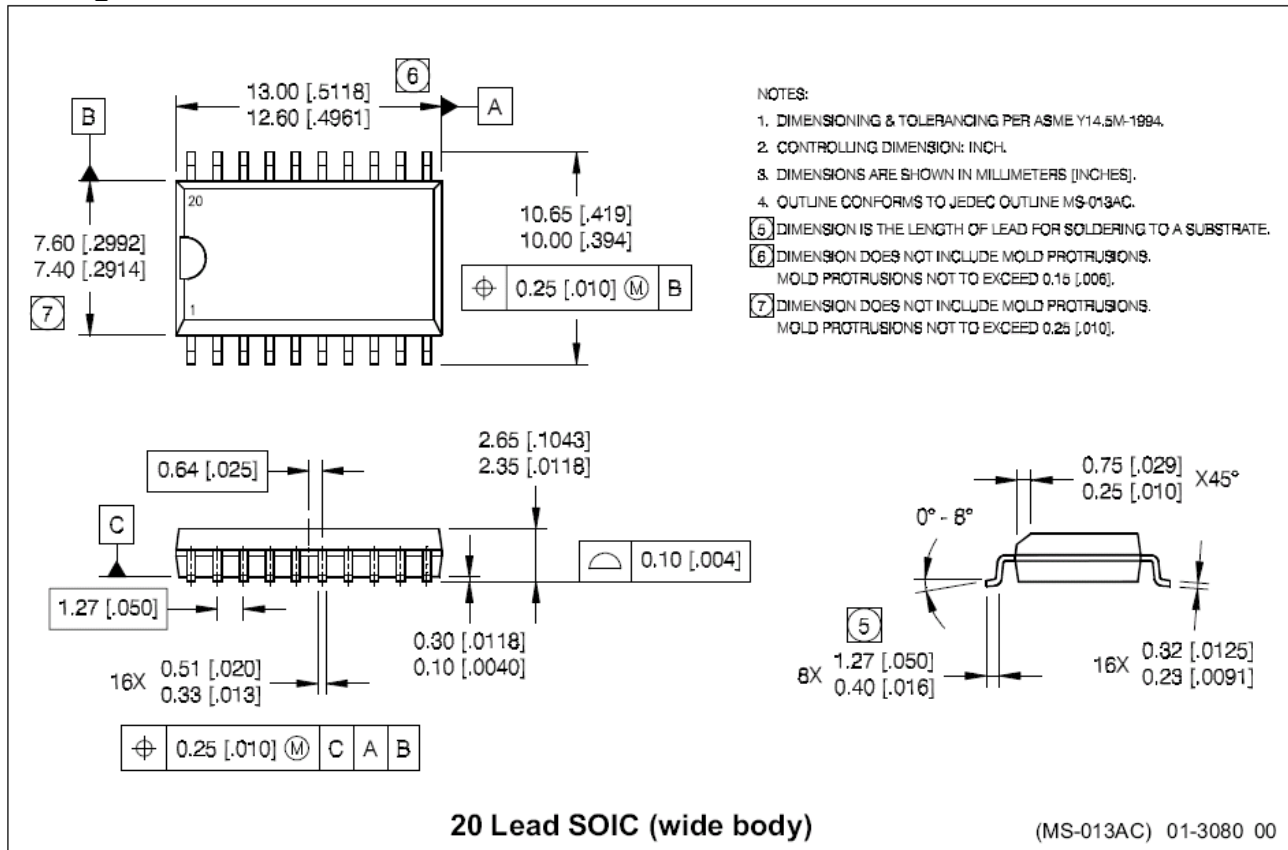 6
13.00 [.5118]
12.60 [.4961]
A
B
20
1
7.60 [.2992]
7.40 [.2914]
7
10.65 [.419]
10.00 [.394]
⌖ 0.25 [.010] Ⓜ B
NOTES:
1. DIMENSIONING & TOLERANCING PER ASME Y14.5M-1994.
2. CONTROLLING DIMENSION: INCH.
3. DIMENSIONS ARE SHOWN IN MILLIMETERS [INCHES].
4. OUTLINE CONFORMS TO JEDEC OUTLINE MS-013AC.
5 DIMENSION IS THE LENGTH OF LEAD FOR SOLDERING TO A SUBSTRATE.
6 DIMENSION DOES NOT INCLUDE MOLD PROTRUSIONS.
MOLD PROTRUSIONS NOT TO EXCEED 0.15 [.006].
7 DIMENSION DOES NOT INCLUDE MOLD PROTRUSIONS.
MOLD PROTRUSIONS NOT TO EXCEED 0.25 [.010].
0.64 [.025]
2.65 [.1043]
2.35 [.0118]
C
1.27 [.050]
⌓ 0.10 [.004]
0.30 [.0118]
0.10 [.0040]
16X 0.51 [.020]
0.33 [.013]
⌖ 0.25 [.010] Ⓜ C A B
0.75 [.029]
0.25 [.010] X45°
0° - 8°
5
8X 1.27 [.050]
0.40 [.016]
16X 0.32 [.0125]
0.23 [.0091]
20 Lead SOIC (wide body)
(MS-013AC) 01-3080 00